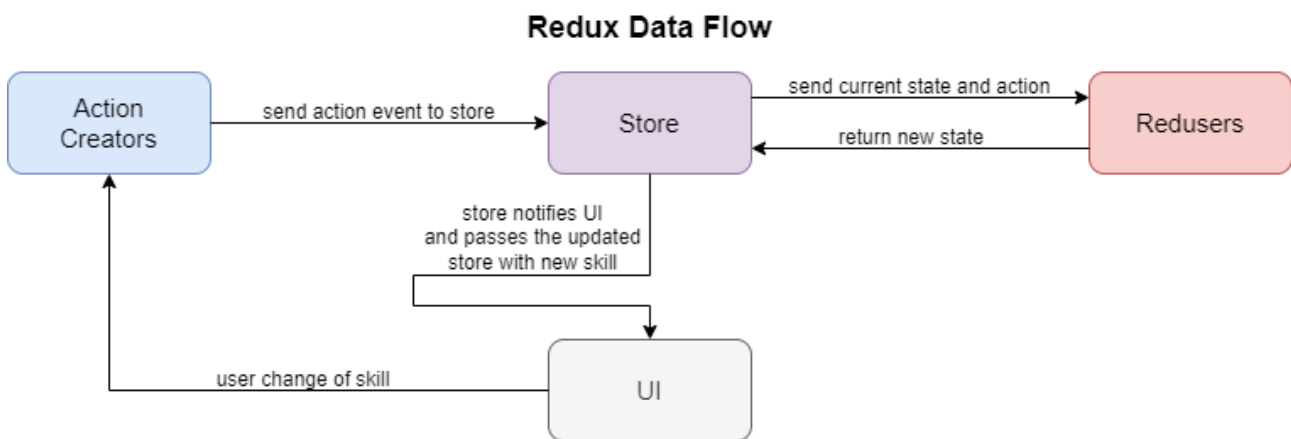 Redux Data Flow
Action
Creators
send action event to store
Store
send current state and action
return new state
Redusers
store notifies UI
and passes the updated
store with new skill
user change of skill
UI